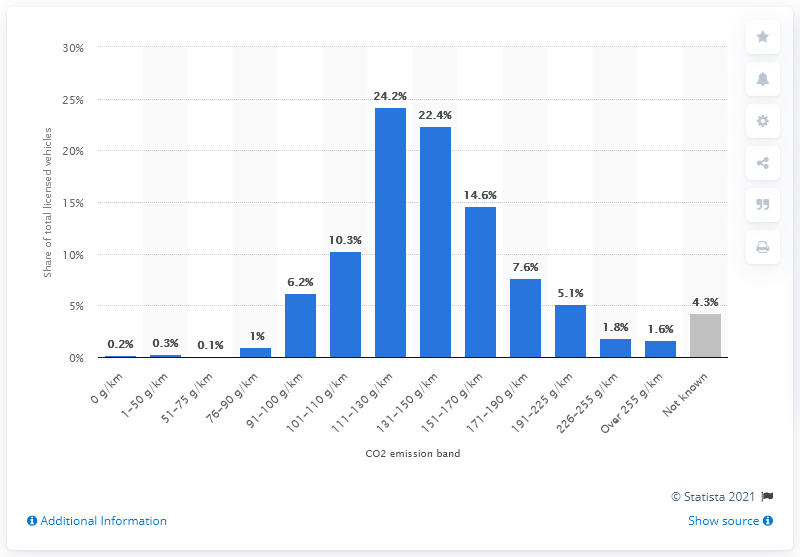 30%
25%
20%
15%
10%
5%
0%
Share of total licensed vehicles
0.2%
0.3%
0.1%
1%
6.2%
10.3%
24.2%
22.4%
14.6%
7.6%
5.1%
1.8%
1.6%
4.3%
0 g/km
1–50 g/km
51–75 g/km
76–90 g/km
91–100 g/km
101–110 g/km
111–130 g/km
131–150 g/km
151–170 g/km
171–190 g/km
191–225 g/km
226–255 g/km
Over 255 g/km
Not known
CO2 emission band
© Statista 2021
Additional Information
Show source